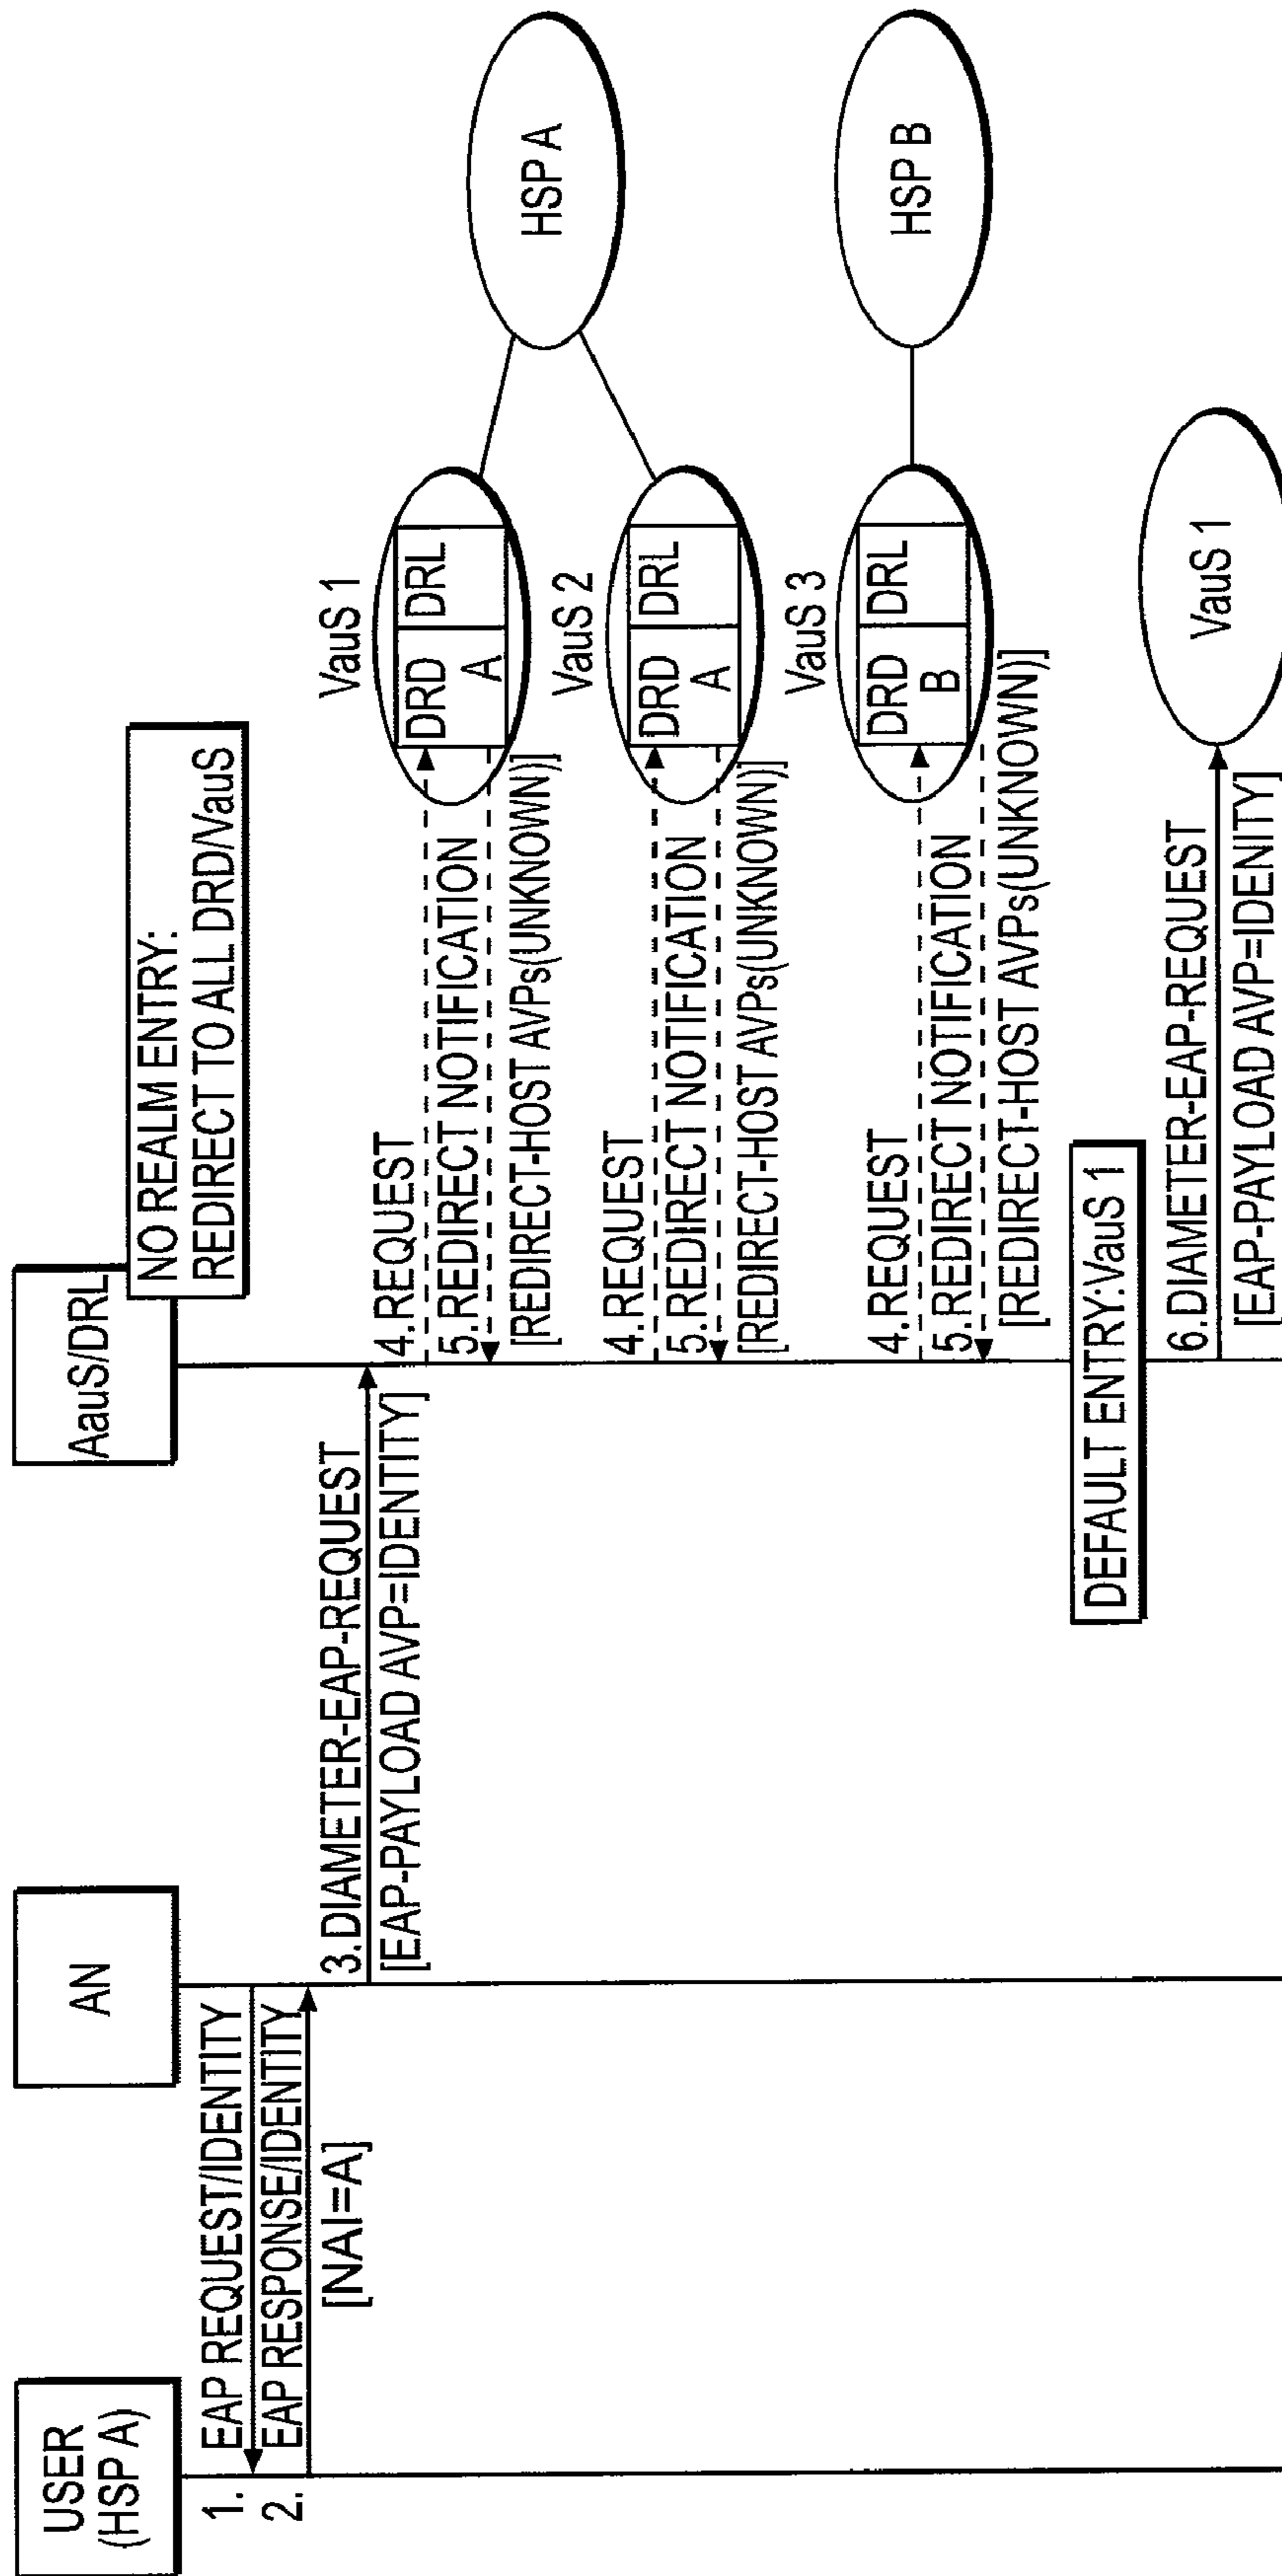 USER
(HSP A)
AN
AauS/DRL
NO REALM ENTRY:
REDIRECT TO ALL DRD/VauS
1.
EAP REQUEST/IDENTITY
2.
EAP RESPONSE/IDENTITY
[NAI=A]
3.DIAMETER-EAP-REQUEST
[EAP-PAYLOAD AVP=IDENTITY]
VauS 1
4.REQUEST
DRD
A
DRL
5.REDIRECT NOTIFICATION
[REDIRECT-HOST AVPs(UNKNOWN)]
HSP A
VauS 2
4.REQUEST
DRD
A
DRL
5.REDIRECT NOTIFICATION
[REDIRECT-HOST AVPs(UNKNOWN)]
VauS 3
4.REQUEST
DRD
B
DRL
5.REDIRECT NOTIFICATION
[REDIRECT-HOST AVPs(UNKNOWN)]
HSP B
DEFAULT ENTRY:VauS 1
6.DIAMETER-EAP-REQUEST
[EAP-PAYLOAD AVP=IDENITY]
VauS 1